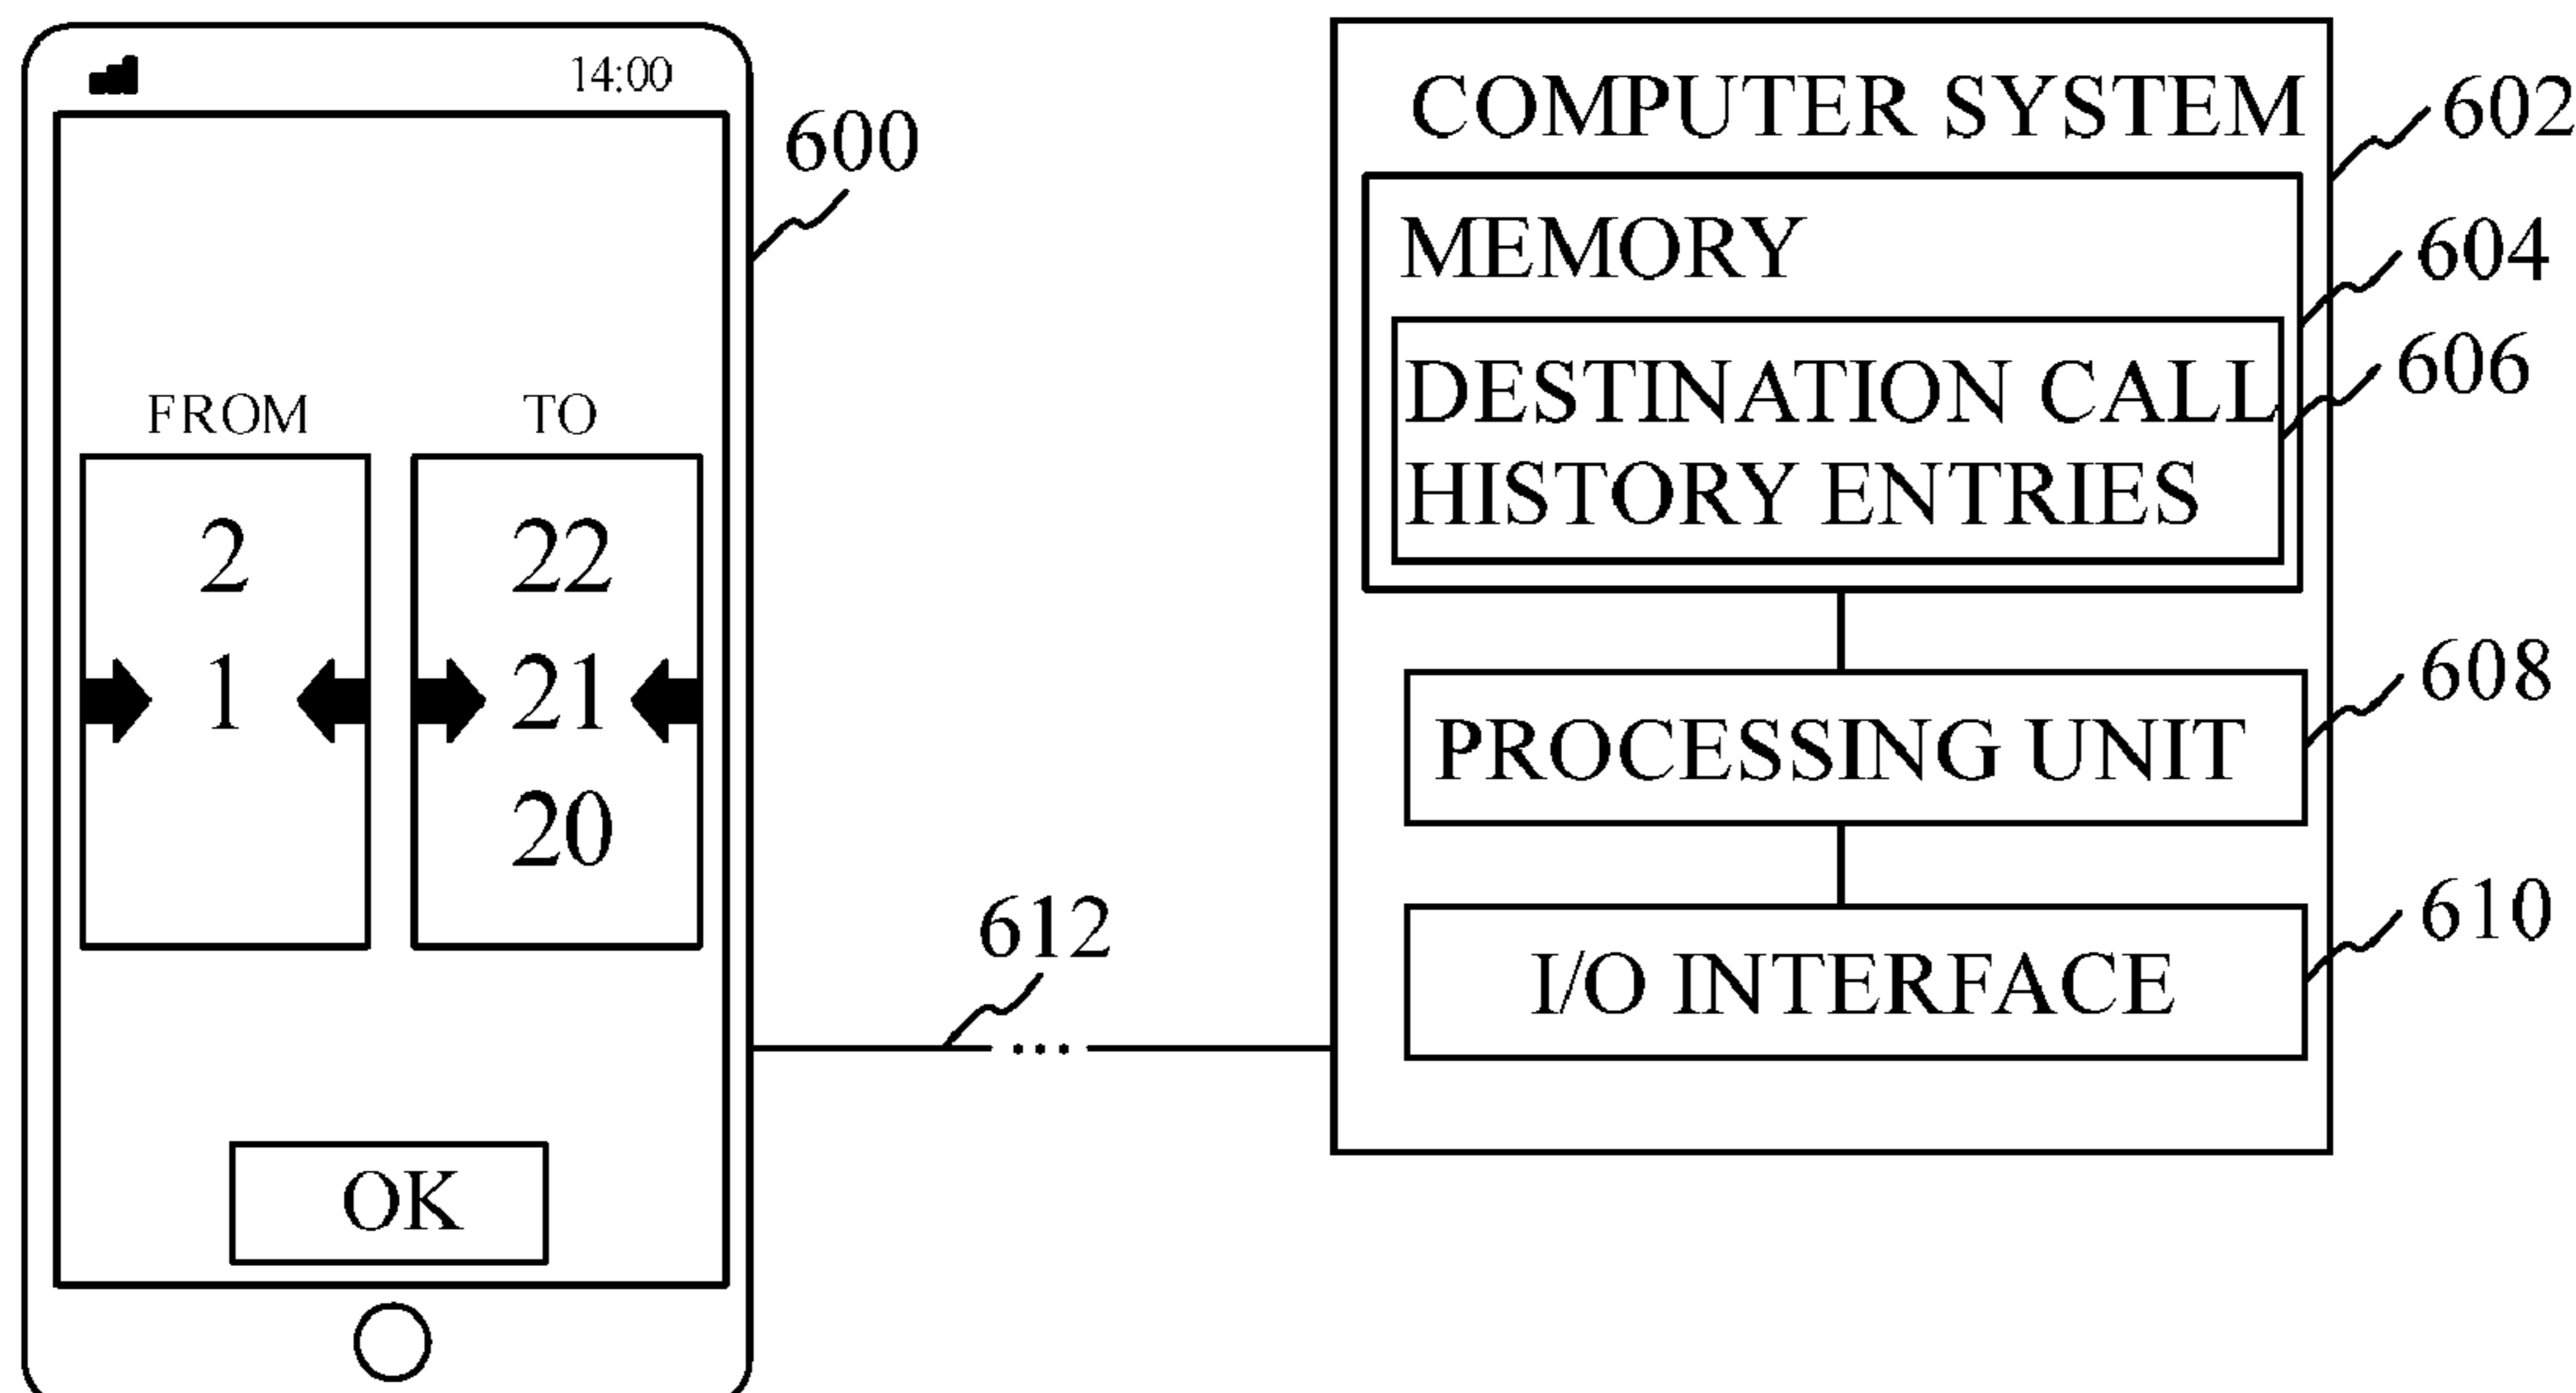 14:00
600
FROM TO
2 22
1 21
20
OK
612
COMPUTER SYSTEM
602
MEMORY
604
DESTINATION CALL
HISTORY ENTRIES
606
PROCESSING UNIT
608
I/O INTERFACE
610